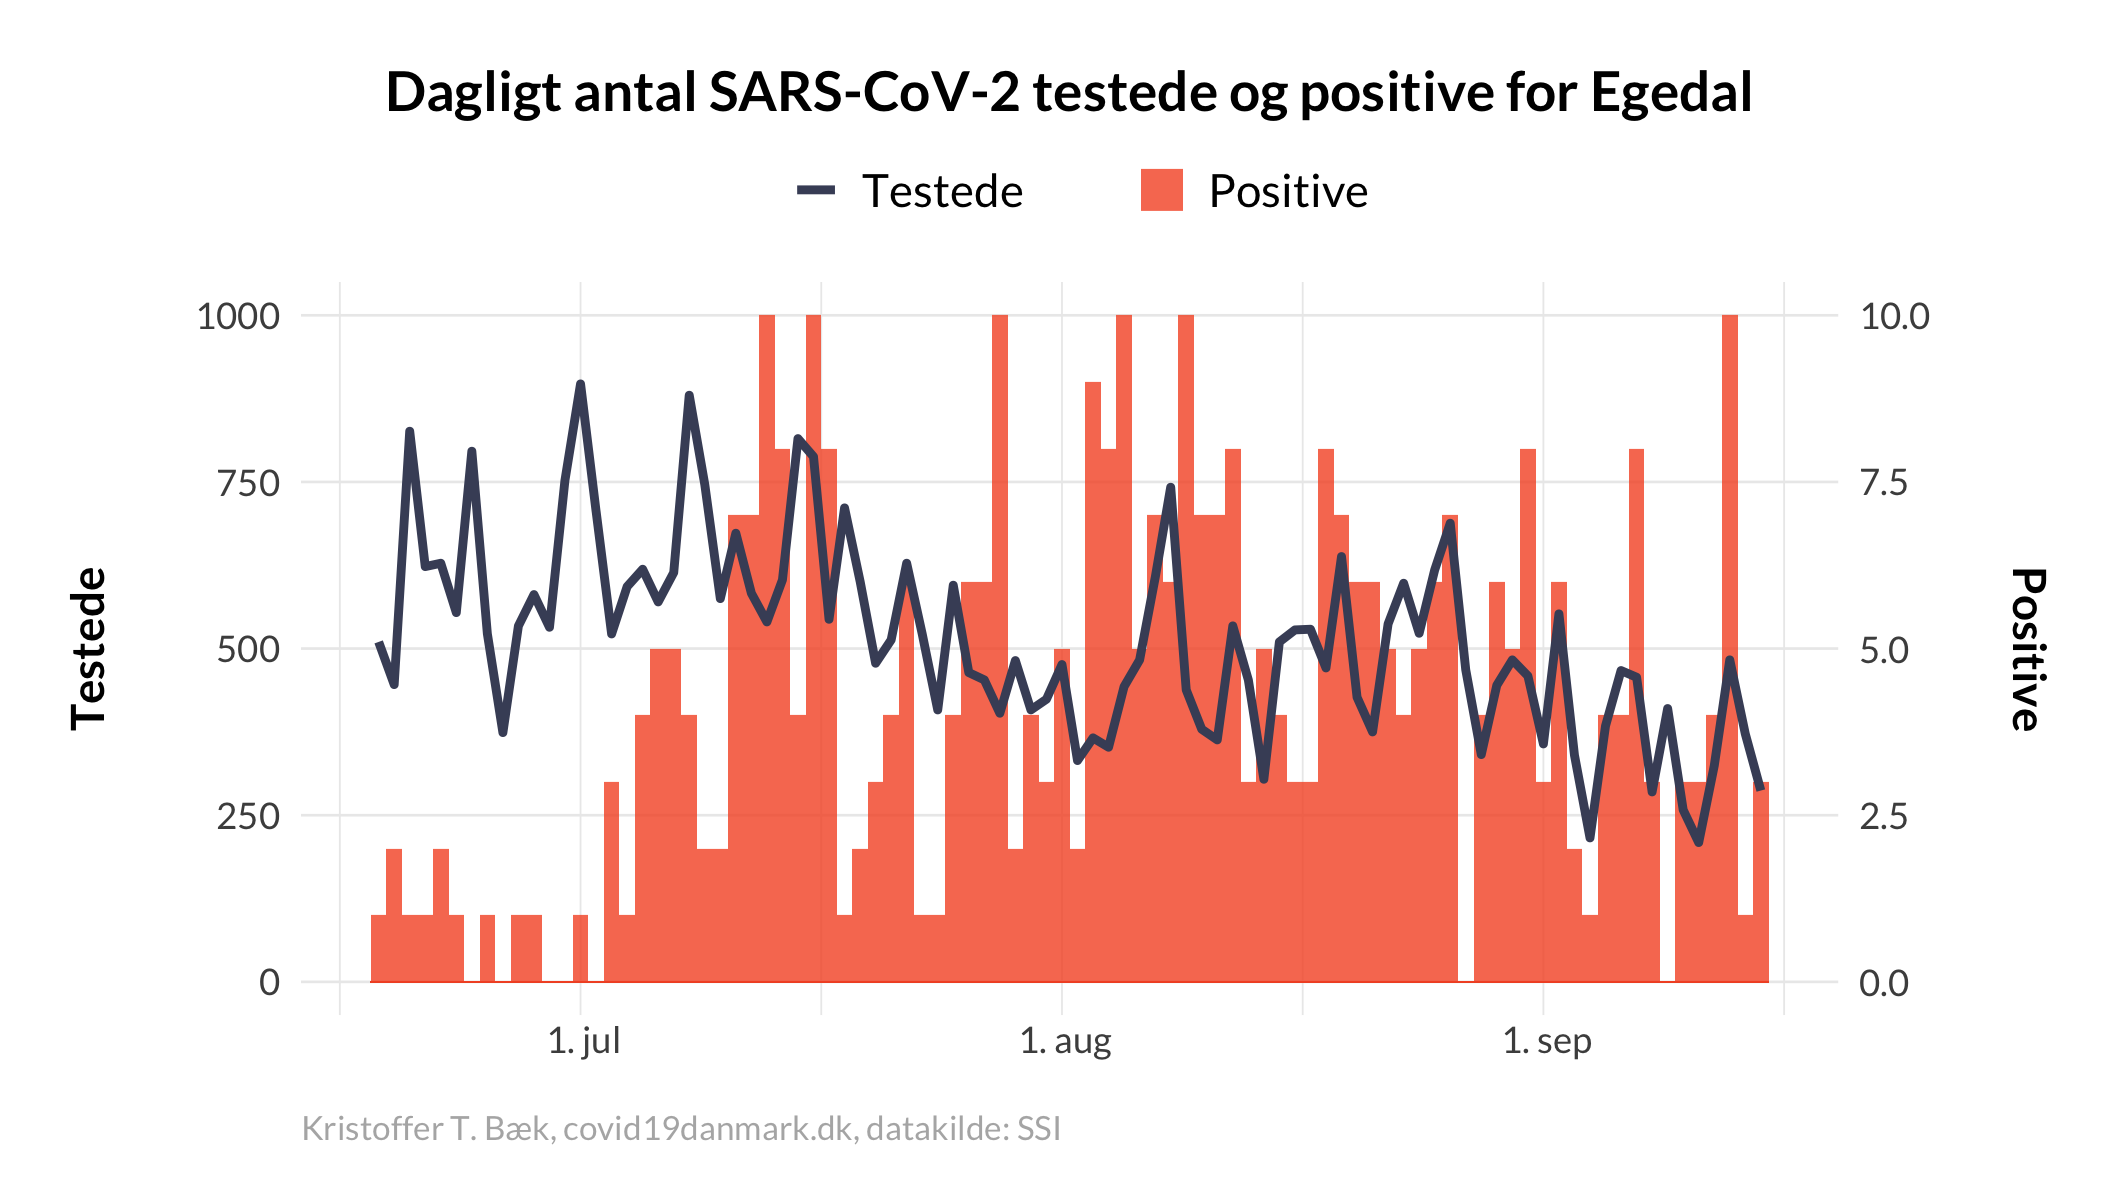 Dagligt antal SARS-CoV-2 testede og positive for Egedal
Testede
Positive
1000
750
500
250
0
10.0
7.5
5.0
2.5
0.0
Testede
Positive
1. jul
1. aug
1. sep
Kristoffer T. Bæk, covid19danmark.dk, datakilde: SSI